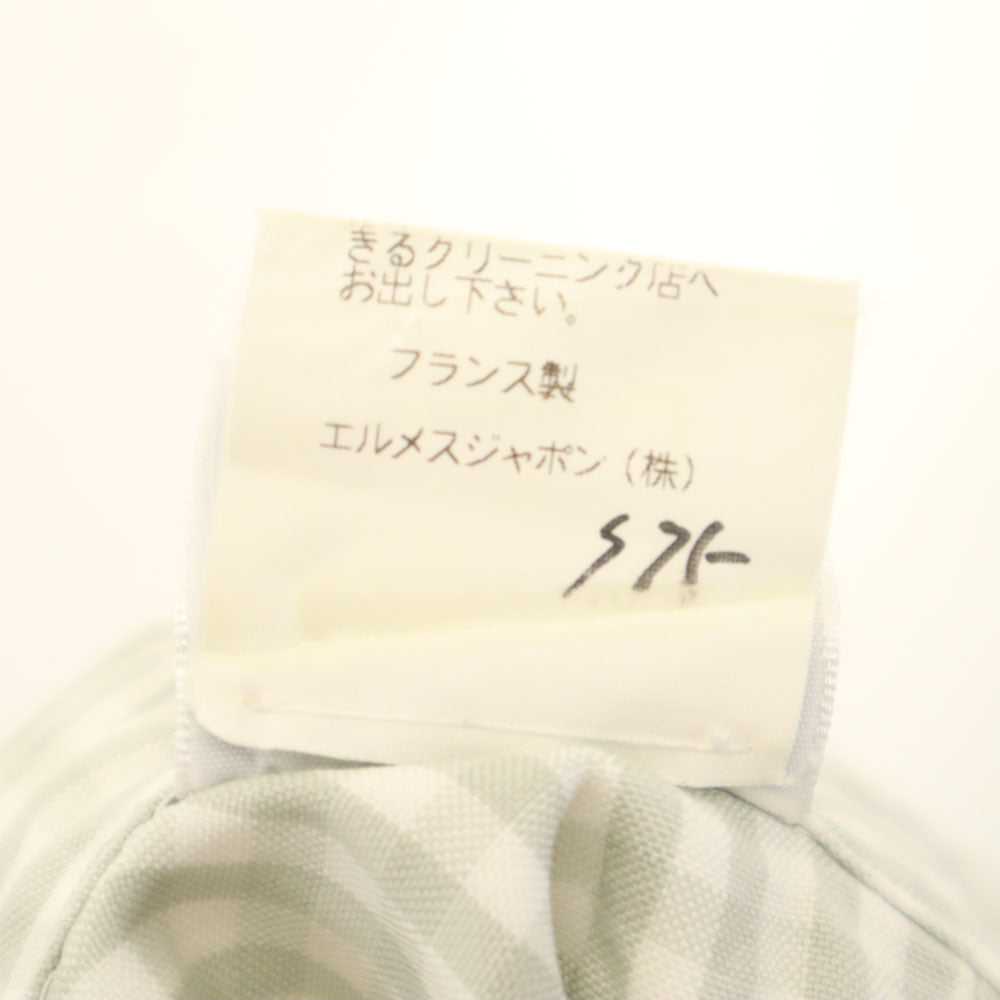 きるクリーニング店へ
お出し下さい。
フランス製
エルメスジャポン（株）